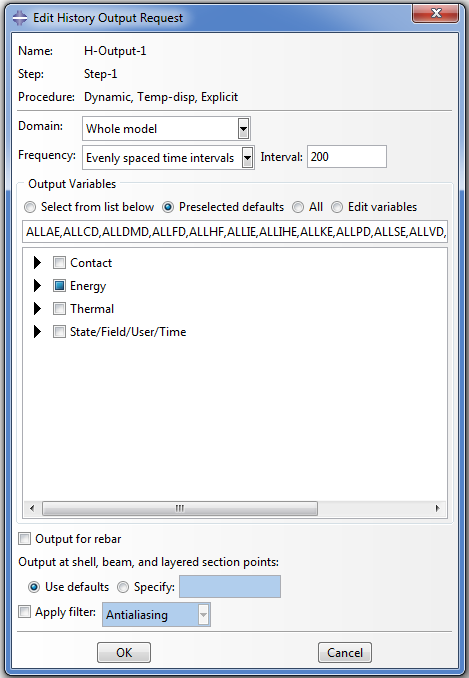 Edit History Output Request
Name: H-Output-1
Step: Step-1
Procedure: Dynamic, Temp-disp, Explicit
Domain: Whole model
Frequency: Evenly spaced time intervals Interval: 200
Output Variables
Select from list below Preselected defaults All Edit variables
ALLAE,ALLCD,ALLDMD,ALLFD,ALLHF,ALLIE,ALLIHE,ALLKE,ALLPD,ALLSE,ALLVD,
Contact
Energy
Thermal
State/Field/User/Time
Output for rebar
Output at shell, beam, and layered section points:
Use defaults Specify:
Apply filter: Antialiasing
OK Cancel